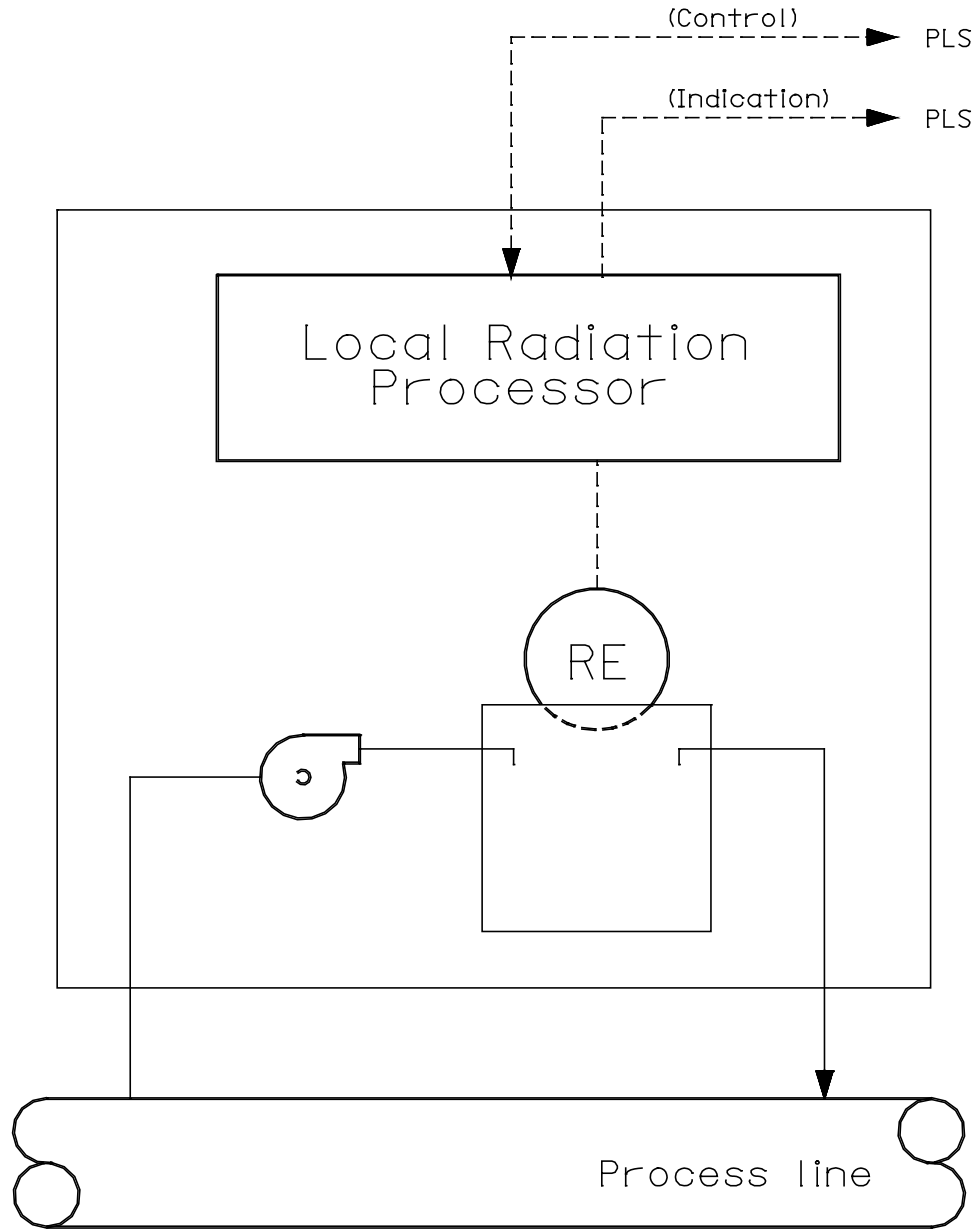 (Control)
PLS
(Indication)
PLS
Local Radiation
Processor
RE
Process line